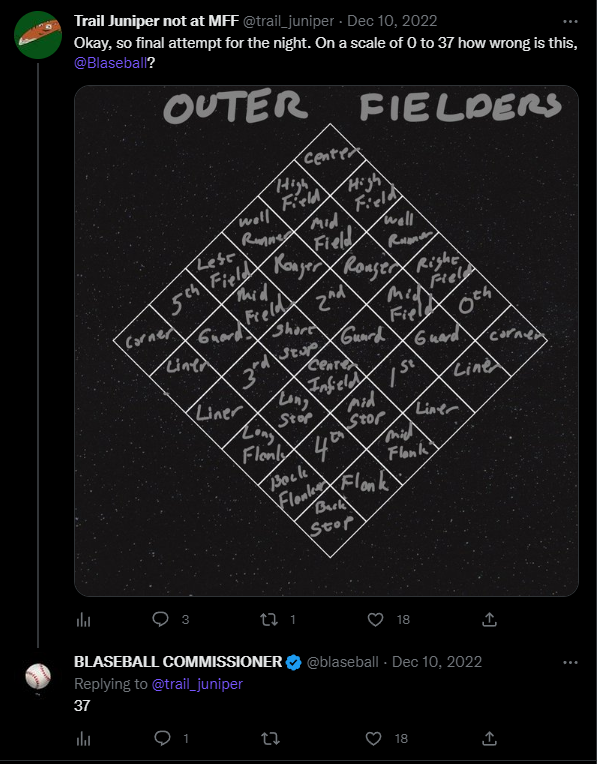 Trail Juniper not at MFF @trail_juniper · Dec 10, 2022
Okay, so final attempt for the night. On a scale of 0 to 37 how wrong is this,
@Blaseball?
OUTER FIELDERS
Center
High Field
High Field
Wall Runner
Mid Field
Wall Runner
Left Field
Ranger
Ranger
Right Field
5th
Mid Field
2nd
Mid Field
0th
Corner
Guard
Short Stop
Guard
Guard
Corner
Liner
3rd
Center Infield
1st
Liner
Liner
Long Stop
Mid Stop
Liner
Long Flank
4th
Mid Flank
Back Flanker
Flank
Back Stop
3
1
18
BLASEBALL COMMISSIONER @blaseball · Dec 10, 2022
Replying to @trail_juniper
37
1
18